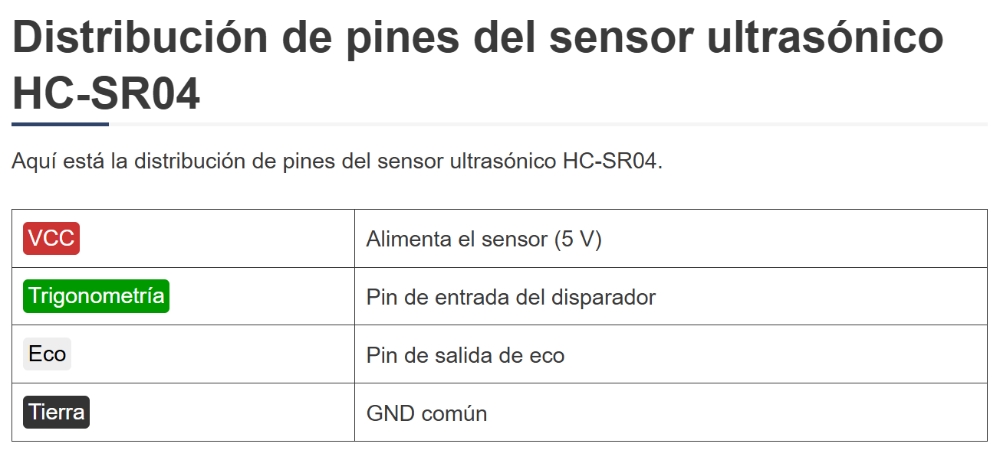 Distribución de pines del sensor ultrasónico
HC-SR04
Aquí está la distribución de pines del sensor ultrasónico HC-SR04.
VCC Alimenta el sensor (5 V)
Trigonometría Pin de entrada del disparador
Eco Pin de salida de eco
Tierra GND común